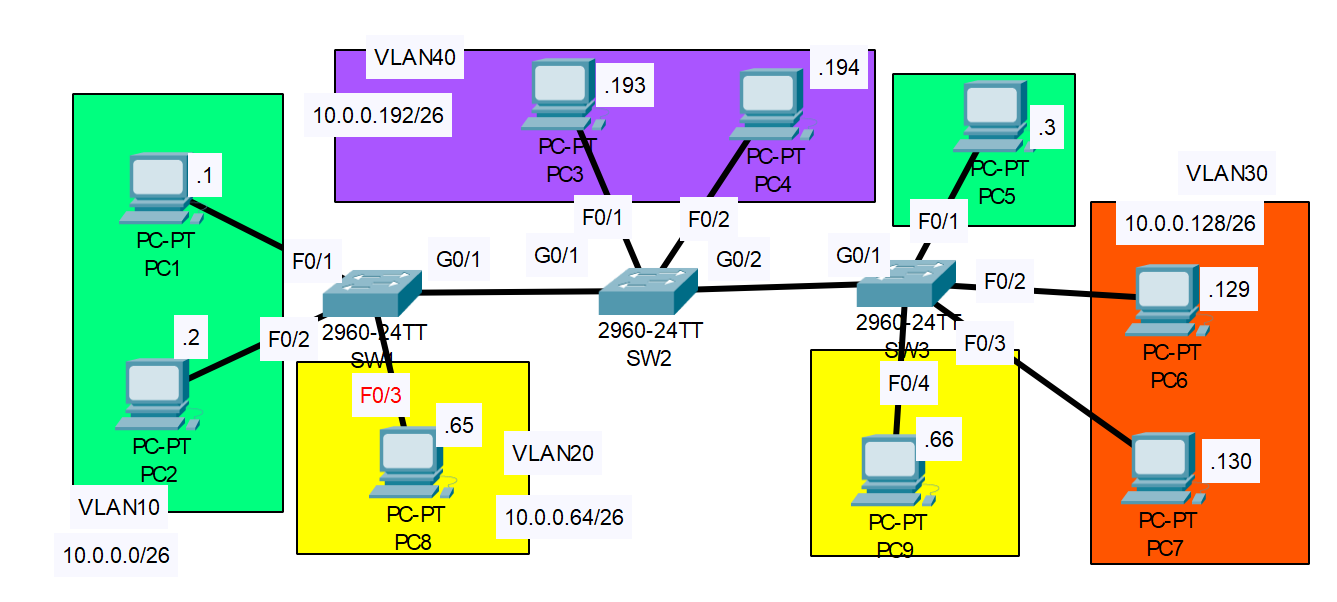 VLAN40
10.0.0.192/26
.193
PC-PT
PC3
.194
PC-PT
PC4
.3
PC-PT
PC5
VLAN30
10.0.0.128/26
.1
PC-PT
PC1
F0/1
G0/1
G0/1
F0/1
F0/2
G0/2
G0/1
F0/1
F0/2
.129
PC-PT
PC6
.2
PC-PT
PC2
F0/2
2960-24TT
SW1
2960-24TT
SW2
2960-24TT
SW3
F0/3
F0/3
F0/4
.65
PC-PT
PC8
VLAN20
10.0.0.64/26
.66
PC-PT
PC9
.130
PC-PT
PC7
VLAN10
10.0.0.0/26